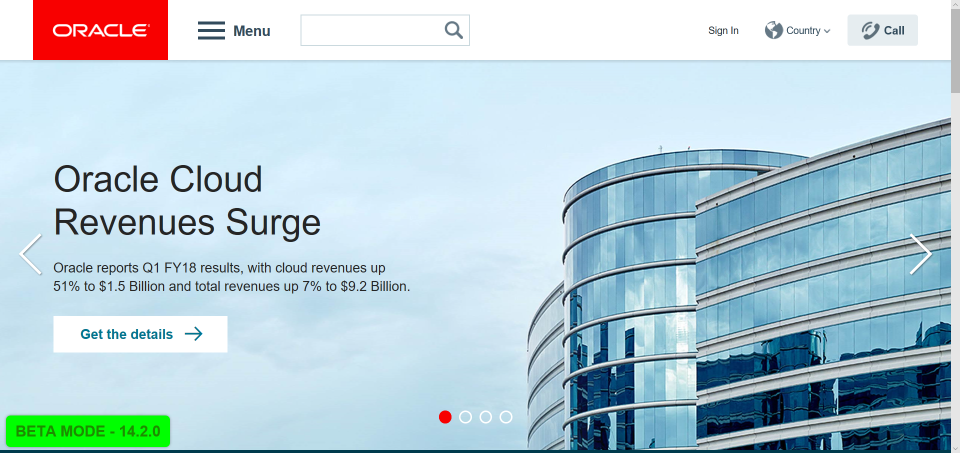 ORACLE
Menu
Sign In
Country
Call
Oracle Cloud
Revenues Surge
Oracle reports Q1 FY18 results, with cloud revenues up
51% to $1.5 Billion and total revenues up 7% to $9.2 Billion.
Get the details
BETA MODE - 14.2.0